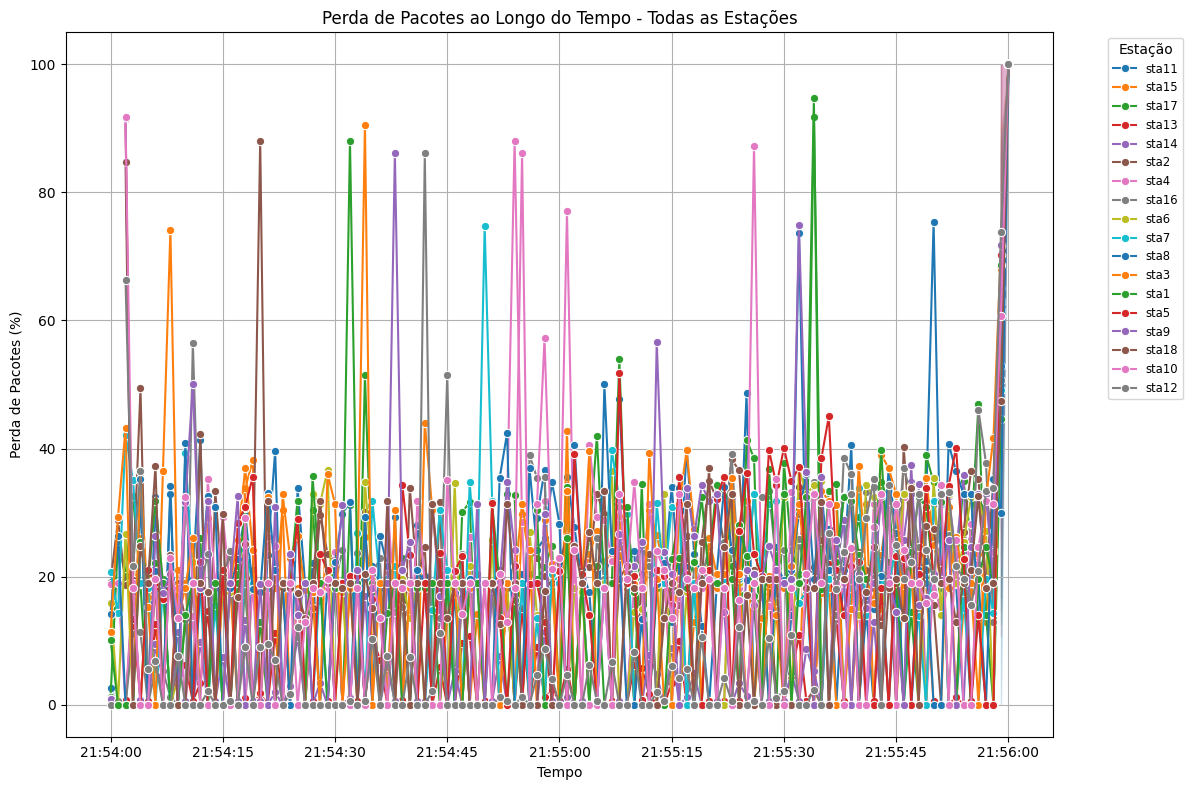 Perda de Pacotes ao Longo do Tempo - Todas as Estações
Perda de Pacotes (%)
100
80
60
40
20
0
21:54:00 21:54:15 21:54:30 21:54:45 21:55:00 21:55:15 21:55:30 21:55:45 21:56:00
Tempo
Estação
sta11
sta15
sta17
sta13
sta14
sta2
sta4
sta16
sta6
sta7
sta8
sta3
sta1
sta5
sta9
sta18
sta10
sta12